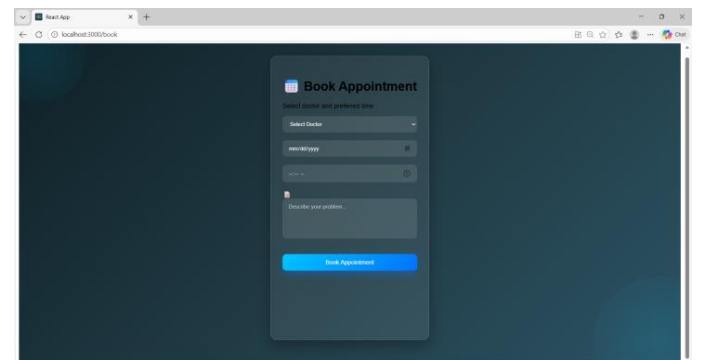 React App
localhost:3000/book
Chat
Book Appointment
Select doctor and preferred time
Select Doctor
mm/dd/yyyy
--:-- --
Describe your problem...
Book Appointment